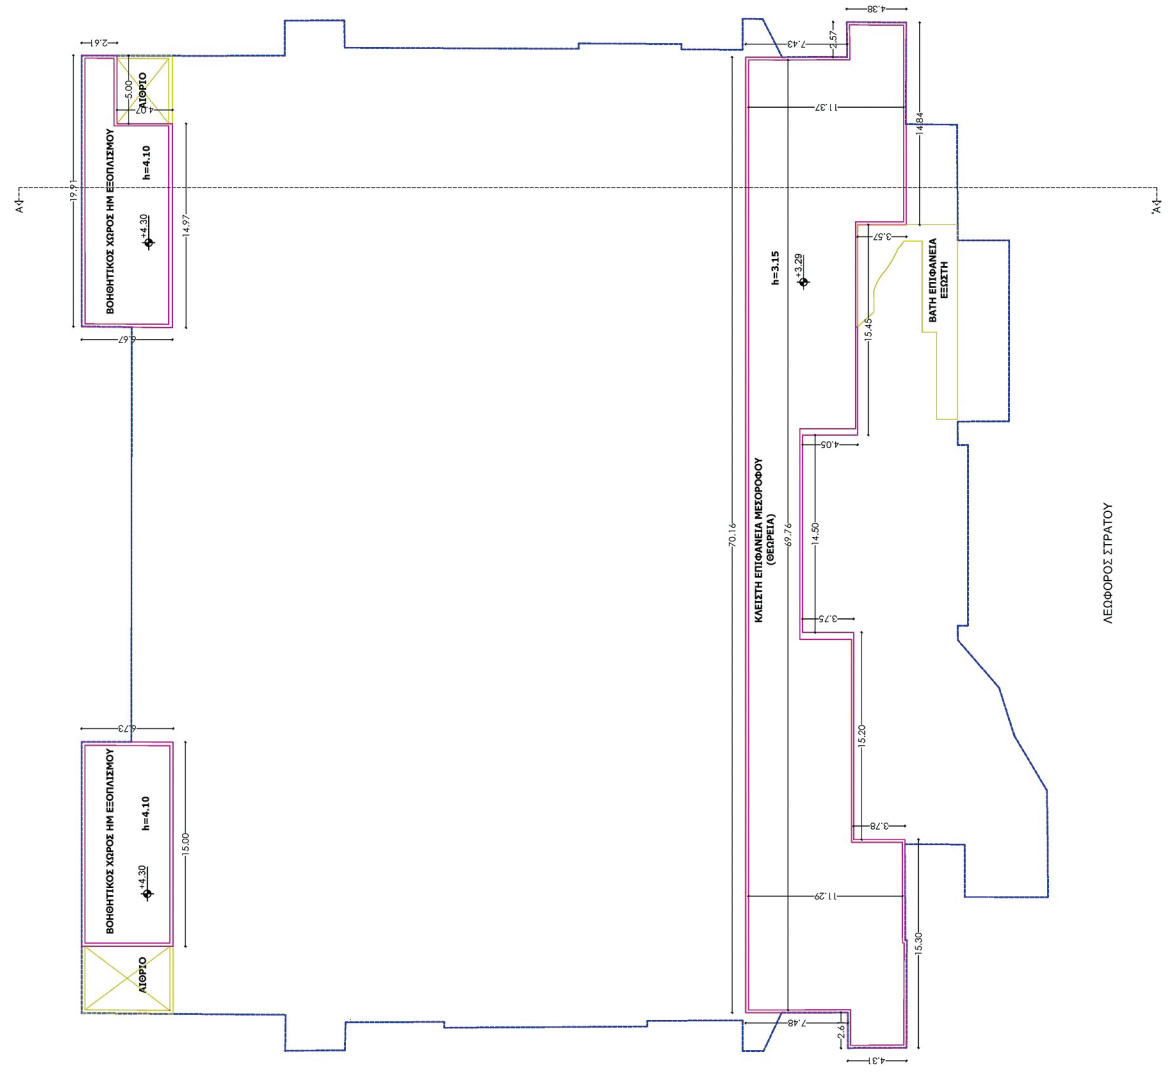 4.38
2.57
7.43
2.61
5.00
ΑΙΘΡΙΟ
4.07
11.37
14.84
ΒΟΗΘΗΤΙΚΟΣ ΧΩΡΟΣ ΗΜ ΕΞΟΠΛΙΣΜΟΥ
h=4.10
+4.30
19.91
14.97
6.67
Α
Α
3.57
h=3.15
+3.29
ΒΑΤΗ ΕΠΙΦΑΝΕΙΑ
ΕΞΩΣΤΗ
15.45
4.05
ΚΛΕΙΣΤΗ ΕΠΙΦΑΝΕΙΑ ΜΕΣΟΡΟΦΟΥ
(ΘΕΩΡΕΙΑ)
70.16
69.76
14.50
ΛΕΩΦΟΡΟΣ ΣΤΡΑΤΟΥ
3.75
15.20
6.73
ΒΟΗΘΗΤΙΚΟΣ ΧΩΡΟΣ ΗΜ ΕΞΟΠΛΙΣΜΟΥ
h=4.10
+4.30
15.00
3.78
11.29
15.30
ΑΙΘΡΙΟ
7.48
2.6
4.31